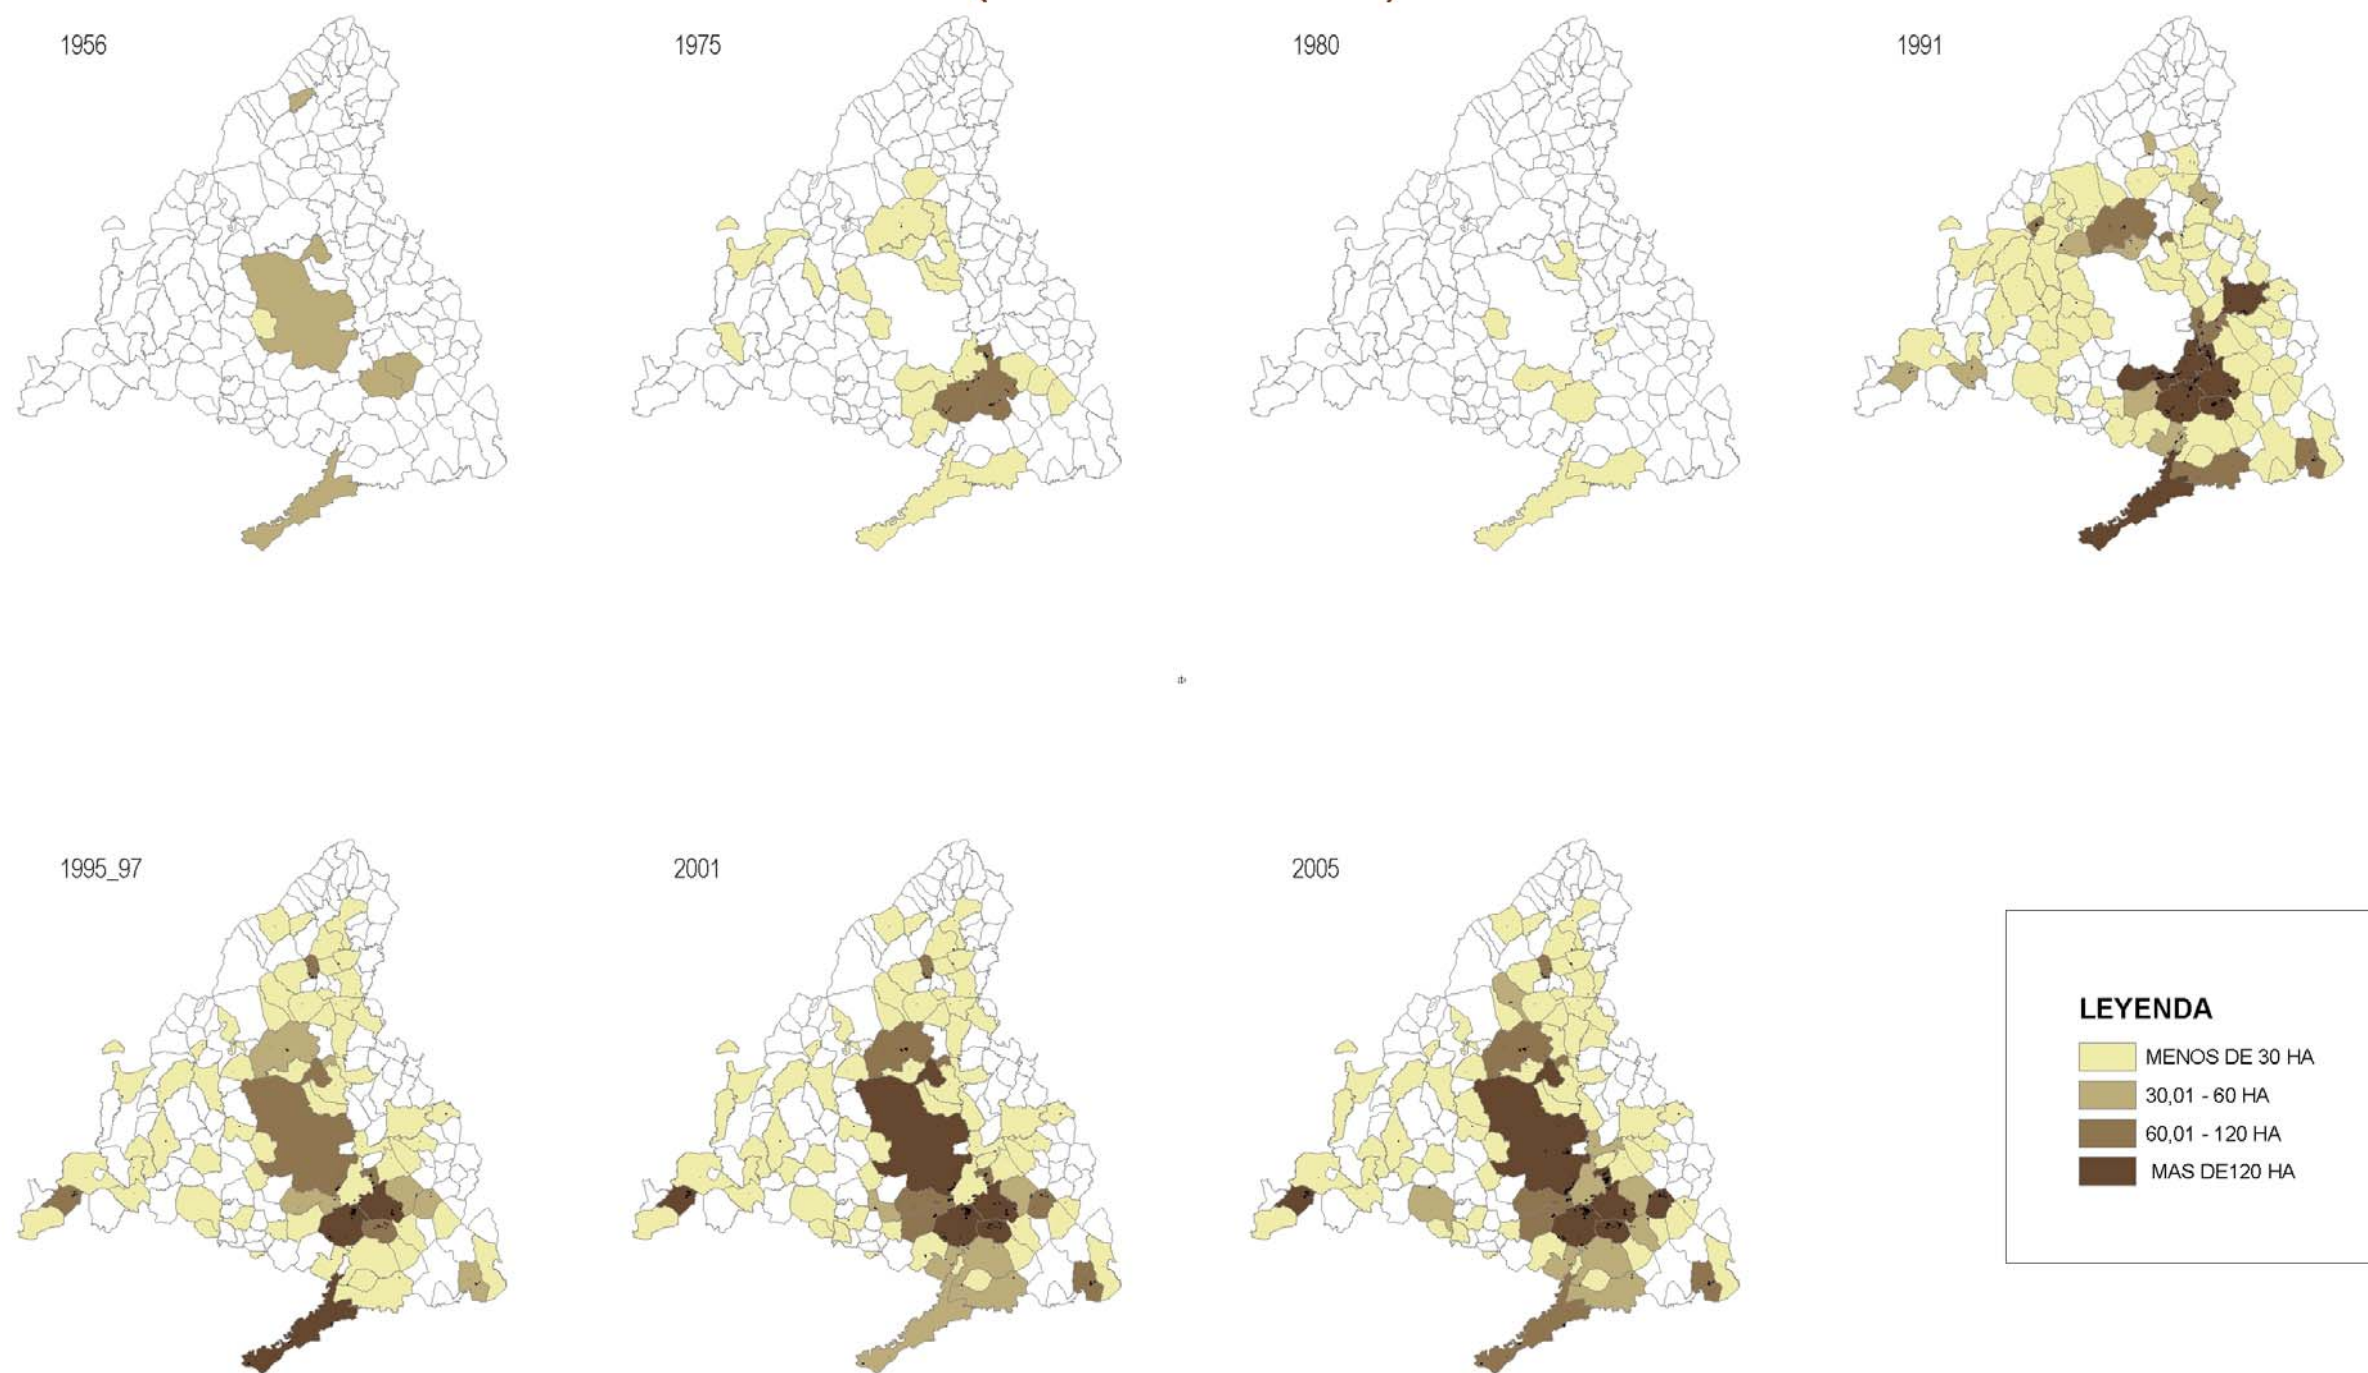 1956
1975
1980
1991
1995_97
2001
2005
LEYENDA
MENOS DE 30 HA
30,01 - 60 HA
60,01 - 120 HA
MAS DE120 HA